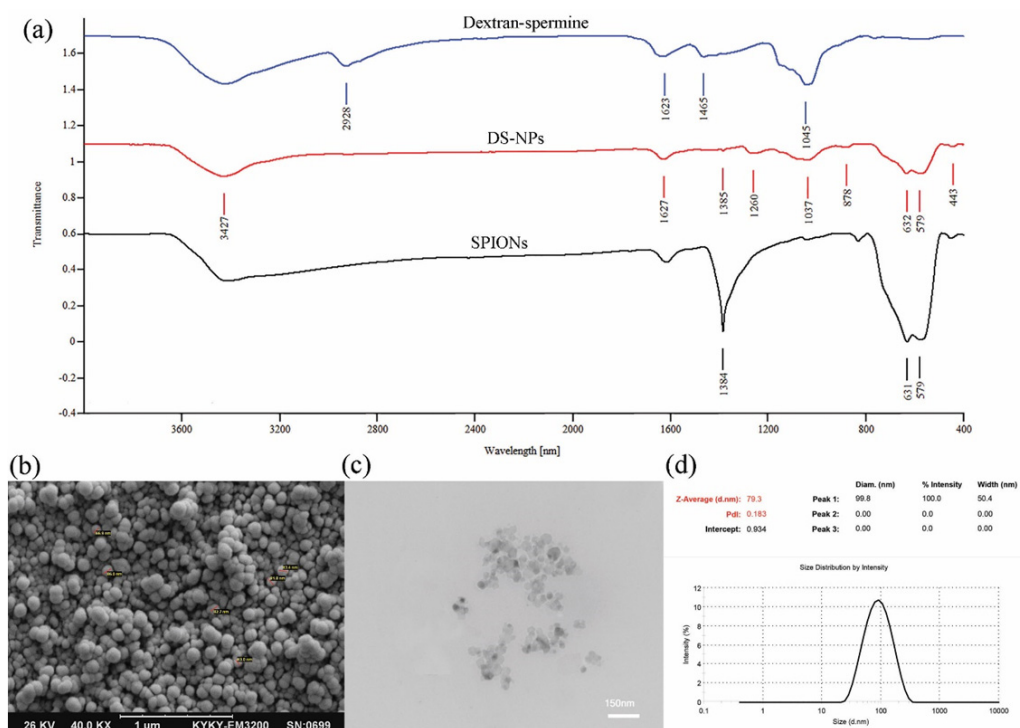 (a)
Dextran-spermine
1.6
1.4
1.2
1
0.8
0.6
0.4
0.2
0
-0.2
-0.4
Transmittance
2928
1623
1465
1045
DS-NPs
3427
1627
1385
1260
1037
878
632
579
443
SPIONs
1384
631
579
3600 2800 2000 1600 1200 800 400
Wavelength [nm]
(b)
26 KV 40.0 KX 1 um KYKY-EM3200 SN:0699
(c)
150nm
(d)
Diam. (nm) % Intensity Width (nm)
Z-Average (d.nm): 79.3 Peak 1: 99.8 100.0 50.4
PdI: 0.183 Peak 2: 0.00 0.0 0.00
Intercept: 0.934 Peak 3: 0.00 0.0 0.00
Size Distribution by Intensity
Intensity (%)
12
10
8
6
4
2
0
0.1 1 10 100 1000 10000
Size (d.nm)